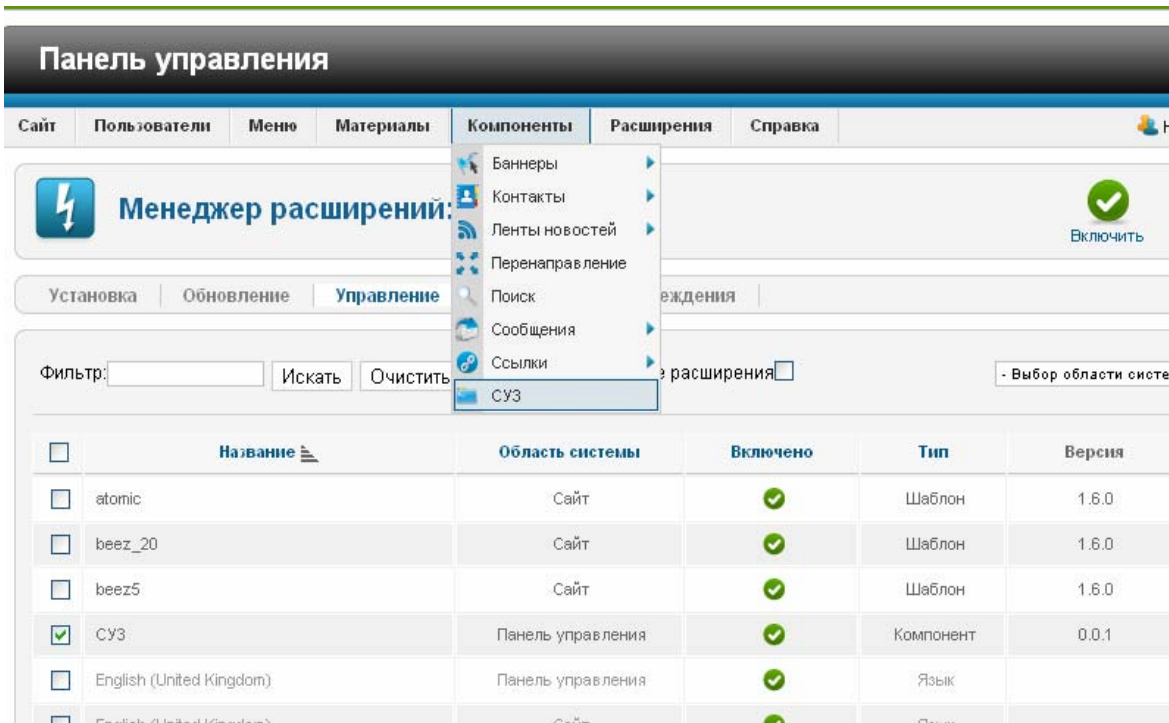 Панель управления
Сайт Пользователи Меню Материалы Компоненты Расширения Справка
Баннеры
Контакты
Ленты новостей
Перенаправление
Поиск
Сообщения
Ссылки
СУЗ
Менеджер расширений:
Включить
Установка Обновление Управление
Фильтр: Искать Очистить расширения - Выбор области
Название Область системы Включено Тип Версия
atomic Сайт Шаблон 1.6.0
beez_20 Сайт Шаблон 1.6.0
beez5 Сайт Шаблон 1.6.0
СУЗ Панель управления Компонент 0.0.1
English (United Kingdom) Панель управления Язык